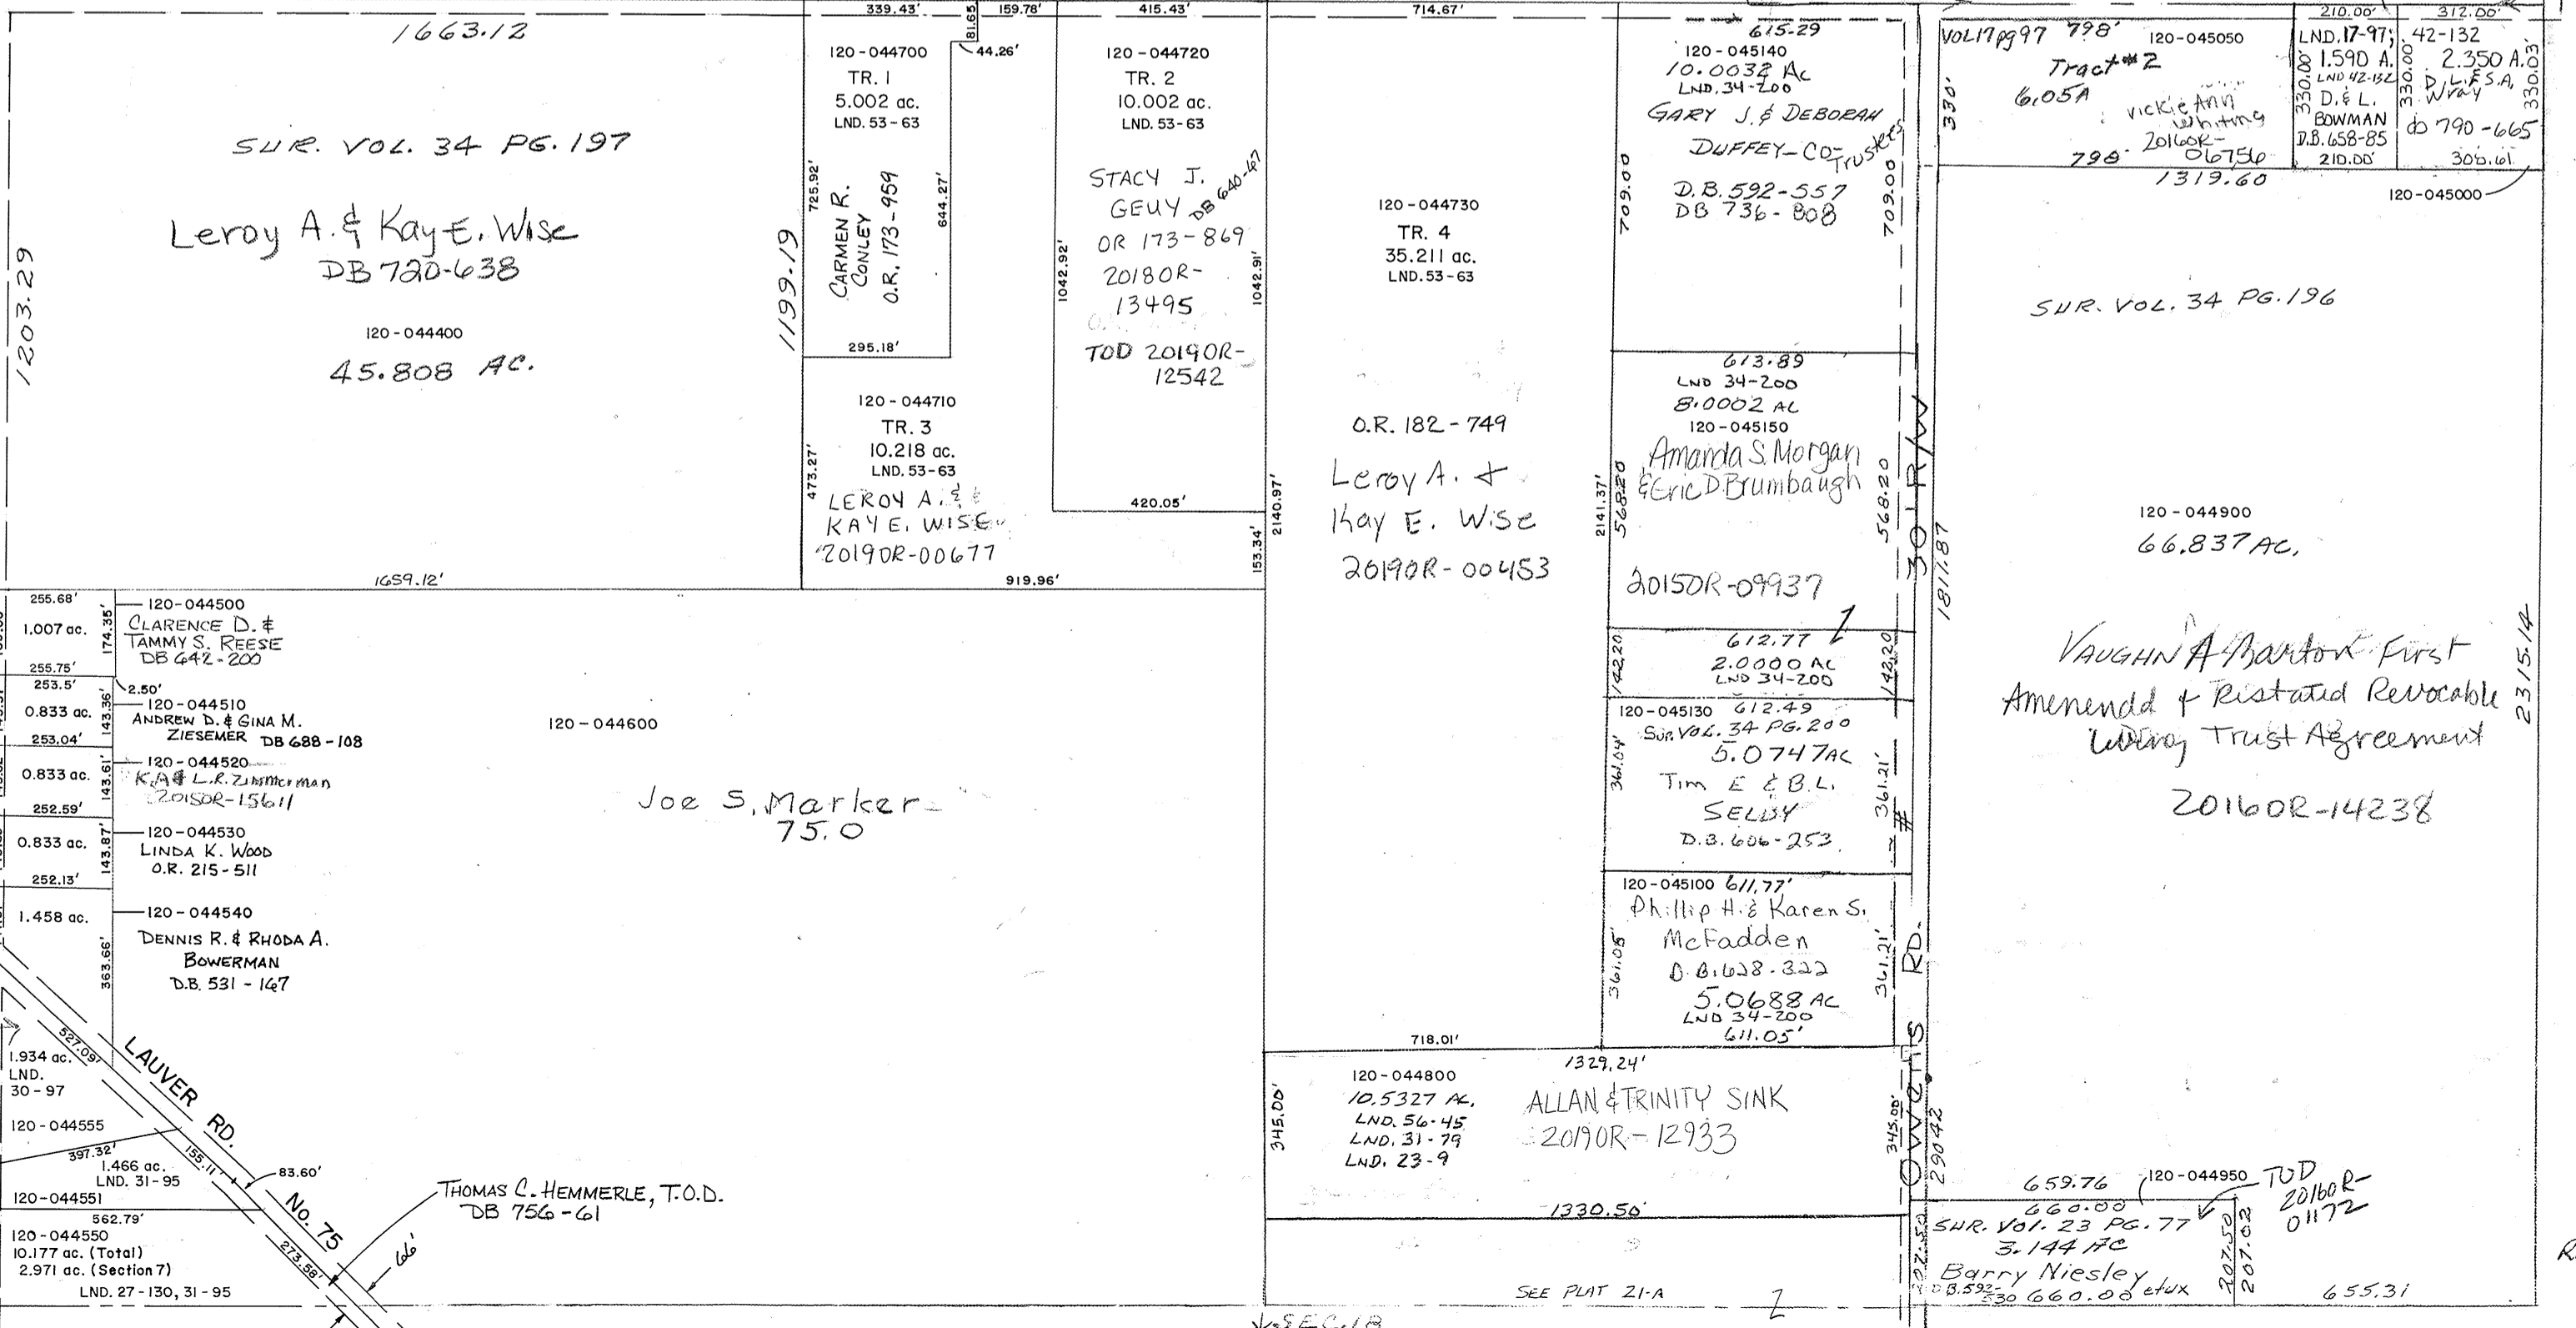 1663.12
SUR. VOL. 34 PG. 197
Leroy A. & Kay E. Wise
DB 720-638
120-044400
45.808 AC.
1203.29
1199.19
1659.12'
339.43'
81.65
159.78'
44.26'
415.43'
714.67'
120-044700
TR. 1
5.002 ac.
LND. 53-63
725.92'
CARMEN R.
CONLEY
O.R. 173-959
644.27'
295.18'
120-044710
TR. 3
10.218 ac.
LND. 53-63
473.27'
LEROY A. &
KAY E. WISE
2019OR-00677
919.96'
120-044720
TR. 2
10.002 ac.
LND. 53-63
STACY J.
GEUY DB 640-67
OR 173-869
2018OR-
13495
TOD 2019OR-
12542
1042.92'
1042.91'
420.05'
153.34'
120-044730
TR. 4
35.211 ac.
LND. 53-63
O.R. 182-749
Leroy A. &
Kay E. Wise
2019OR-00453
2140.97'
2141.37'
718.01'
615.29
120-045140
10.0032 Ac
LND. 34-200
GARY J. & DEBORAH
DUFFEY-CO-Trustees
D.B. 592-557
DB 736-808
709.00
709.00
613.89
LND 34-200
8.0002 AC
120-045150
Amanda S. Morgan
& Eric D. Brumbaugh
568.20
568.20
2015OR-09937
612.77
2.0000 AC
LND 34-200
142.20
142.20
120-045130 612.49
SUR. VOL. 34 PG. 200
5.0747 AC
Tim E & B.L.
SELBY
D.B. 606-253
361.04'
361.21'
120-045100 611.77'
Phillip H. & Karen S.
McFadden
D.B. 628-322
5.0688 AC
LND 34-200
611.05'
361.05'
361.21'
30' R/W
OWENS RD.
1329.24'
120-044800
10.5327 AC.
LND. 56-45
LND. 31-79
LND. 23-9
ALLAN & TRINITY SINK
2019OR-12933
345.00'
345.00'
1330.50'
SEE PLAT 21-A
SEC. 18
VOL 17 pg 97 798'
120-045050
Tract #2
6.05A
Vickie Ann
Whiting
2016OR-
06756
330'
798'
210.00'
LND. 17-97;
1.590 A.
LND 42-132
D. & L.
BOWMAN
D.B. 658-85
210.00'
330.00'
312.00'
42-132
2.350 A.
D. L. & S.A.
Wray
790-665
330.00'
330.03'
1319.60
120-045000
SUR. VOL. 34 PG. 196
120-044900
66.837 AC.
VAUGHN A Barton First
Amenendd & Ristated Revocable
Living Trust Agreement
2016OR-14238
1811.87
2315.14
290.42
659.76
120-044950
TOD
2016OR-
01172
660.00
SUR. VOL. 23 PG. 77
3.144 AC
Barry Niesley
etux
D.B. 592-
530 660.00
207.50
207.50
207.02
655.31
255.68'
1.007 ac.
255.75'
174.35'
120-044500
CLARENCE D. &
TAMMY S. REESE
DB 642-200
253.5'
2.50'
0.833 ac.
253.04'
143.36'
120-044510
ANDREW D. & GINA M.
ZIESEMER DB 688-108
0.833 ac.
252.59'
143.61'
120-044520
K.A & L.R. Zimmerman
2015OR-15611
0.833 ac.
252.13'
143.87'
120-044530
LINDA K. WOOD
O.R. 215-511
1.458 ac.
363.66'
120-044540
DENNIS R. & RHODA A.
BOWERMAN
D.B. 531-167
120-044600
Joe S. Marker
75.0
LAUVER RD. No. 75
527.09'
1.934 ac.
LND.
30-97
120-044555
397.32'
1.466 ac.
LND. 31-95
155.11'
83.60'
120-044551
562.79'
120-044550
10.177 ac. (Total)
2.971 ac. (Section 7)
LND. 27-130, 31-95
273.58'
66'
THOMAS C. HEMMERLE, T.O.D.
DB 756-61